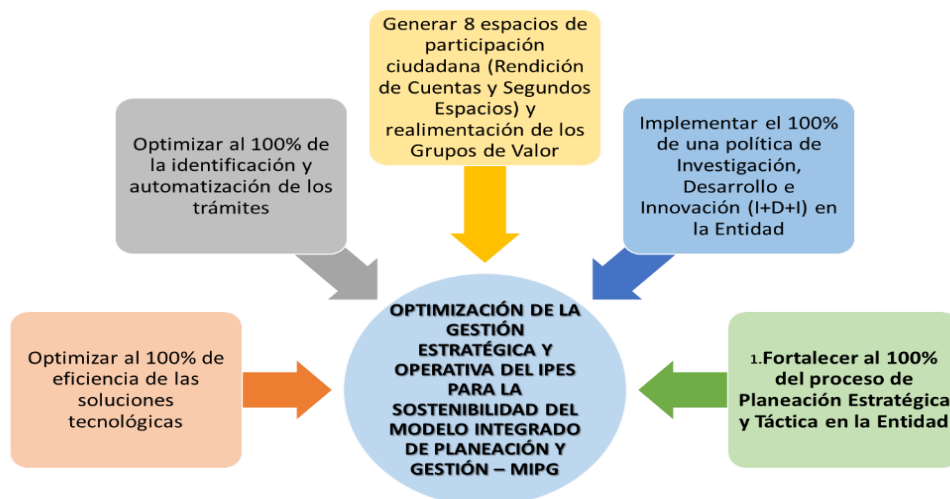 Generar 8 espacios de
participación
ciudadana (Rendición
de Cuentas y Segundos
Espacios) y
realimentación de los
Grupos de Valor
Optimizar al 100% de
la identificación y
automatización de los
trámites
Implementar el 100%
de una política de
Investigación,
Desarrollo e
Innovación (I+D+I) en
la Entidad
Optimizar al 100% de
eficiencia de las
soluciones
tecnológicas
OPTIMIZACIÓN DE LA
GESTIÓN
ESTRATÉGICA Y
OPERATIVA DEL IPES
PARA LA
SOSTENIBILIDAD DEL
MODELO INTEGRADO
DE PLANEACIÓN Y
GESTIÓN – MIPG
1.Fortalecer al 100%
del proceso de
Planeación Estratégica
y Táctica en la Entidad